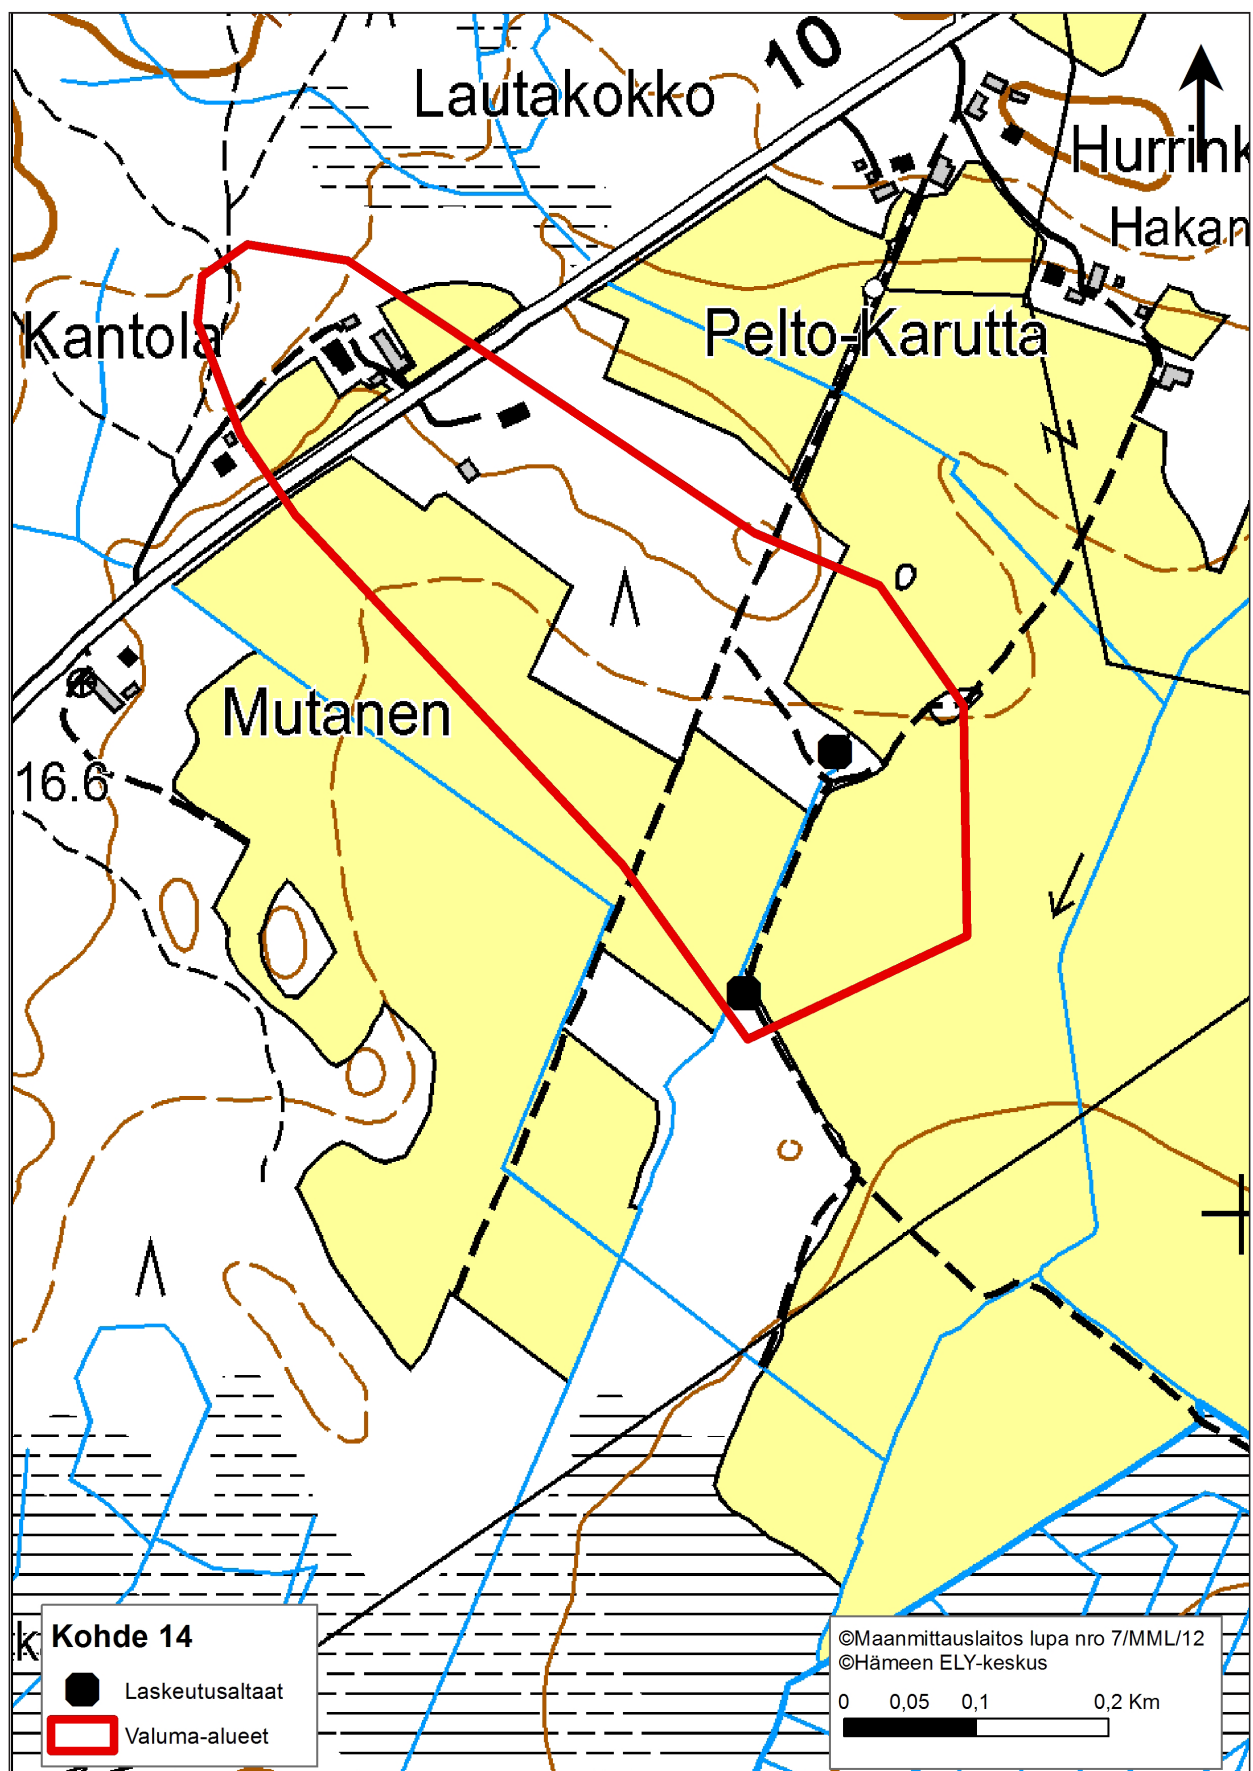 10
Lautakokko
Hurrink
Hakan
Kantola
Pelto-Karutta
Mutanen
16.6
k
Kohde 14
Laskeutusaltaat
Valuma-alueet
©Maanmittauslaitos lupa nro 7/MML/12
©Hämeen ELY-keskus
0 0,05 0,1 0,2 Km